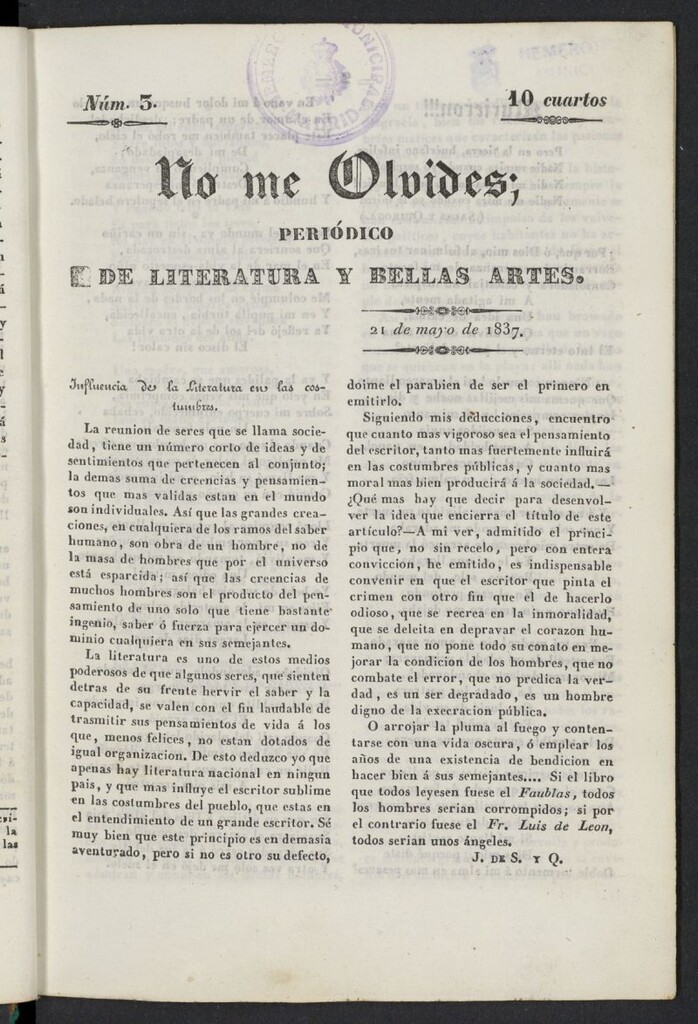 Núm. 3.
10 cuartos
No me Olvides;
PERIÓDICO
DE LITERATURA Y BELLAS ARTES.
21 de mayo de 1837.
Influencia de la Literatura en las cos-
tumbres.
La reunion de seres que se llama socie-
dad, tiene un número corto de ideas y de
sentimientos que pertenecen al conjunto;
la demas suma de creencias y pensamien-
tos que mas validas estan en el mundo
son individuales. Así que las grandes crea-
ciones, en cualquiera de los ramos del saber
humano, son obra de un hombre, no de
la masa de hombres que por el universo
está esparcida; así que las creencias de
muchos hombres son el producto del pen-
samiento de uno solo que tiene bastante
ingenio, saber ó fuerza para ejercer un do-
minio cualquiera en sus semejantes.
La literatura es uno de estos medios
poderosos de que algunos seres, que sienten
detras de su frente hervir el saber y la
capacidad, se valen con el fin laudable de
trasmitir sus pensamientos de vida á los
que, menos felices, no estan dotados de
igual organizacion. De esto deduzco yo que
apenas hay literatura nacional en ningun
pais, y que mas influye el escritor sublime
en las costumbres del pueblo, que estas en
el entendimiento de un grande escritor. Sé
muy bien que este principio es en demasia
aventurado, pero si no es otro su defecto,
doime el parabien de ser el primero en
emitirlo.
Siguiendo mis deducciones, encuentro
que cuanto mas vigoroso sea el pensamiento
del escritor, tanto mas fuertemente influirá
en las costumbres públicas, y cuanto mas
moral mas bien producirá á la sociedad.—
¿Qué mas hay que decir para desenvol-
ver la idea que encierra el título de este
artículo?—A mi ver, admitido el princi-
pio que, no sin recelo, pero con entera
conviccion, he emitido, es indispensable
convenir en que el escritor que pinta el
crimen con otro fin que el de hacerlo
odioso, que se recrea en la inmoralidad,
que se deleita en depravar el corazon hu-
mano, que no pone todo su conato en me-
jorar la condicion de los hombres, que no
combate el error, que no predica la ver-
dad, es un ser degradado, es un hombre
digno de la execracion pública.
O arrojar la pluma al fuego y conten-
tarse con una vida oscura, ó emplear los
años de una existencia de bendicion en
hacer bien á sus semejantes.... Si el libro
que todos leyesen fuese el Faublas, todos
los hombres serian corrompidos; si por
el contrario fuese el Fr. Luis de Leon,
todos serian unos ángeles.
J. DE S. Y Q.